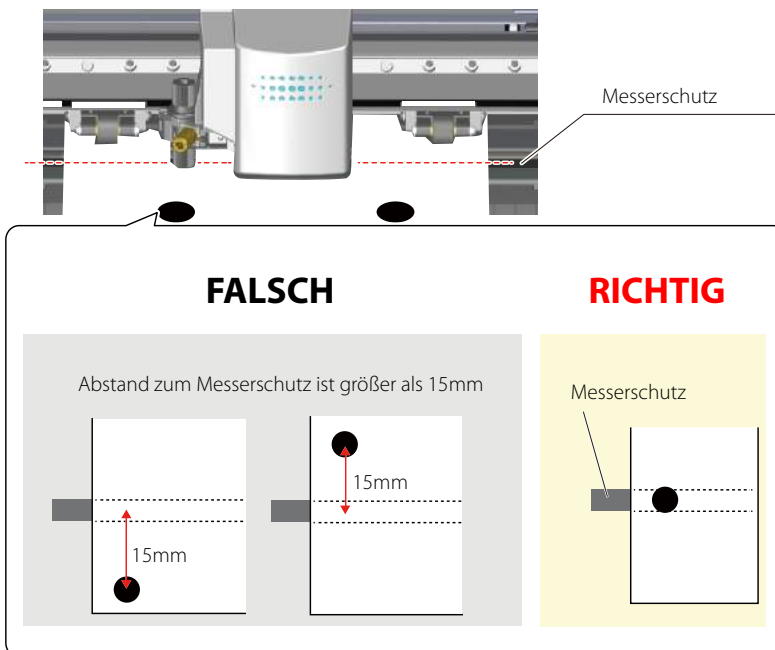 Messerschutz
FALSCH
RICHTIG
Abstand zum Messerschutz ist größer als 15mm
15mm
15mm
Messerschutz